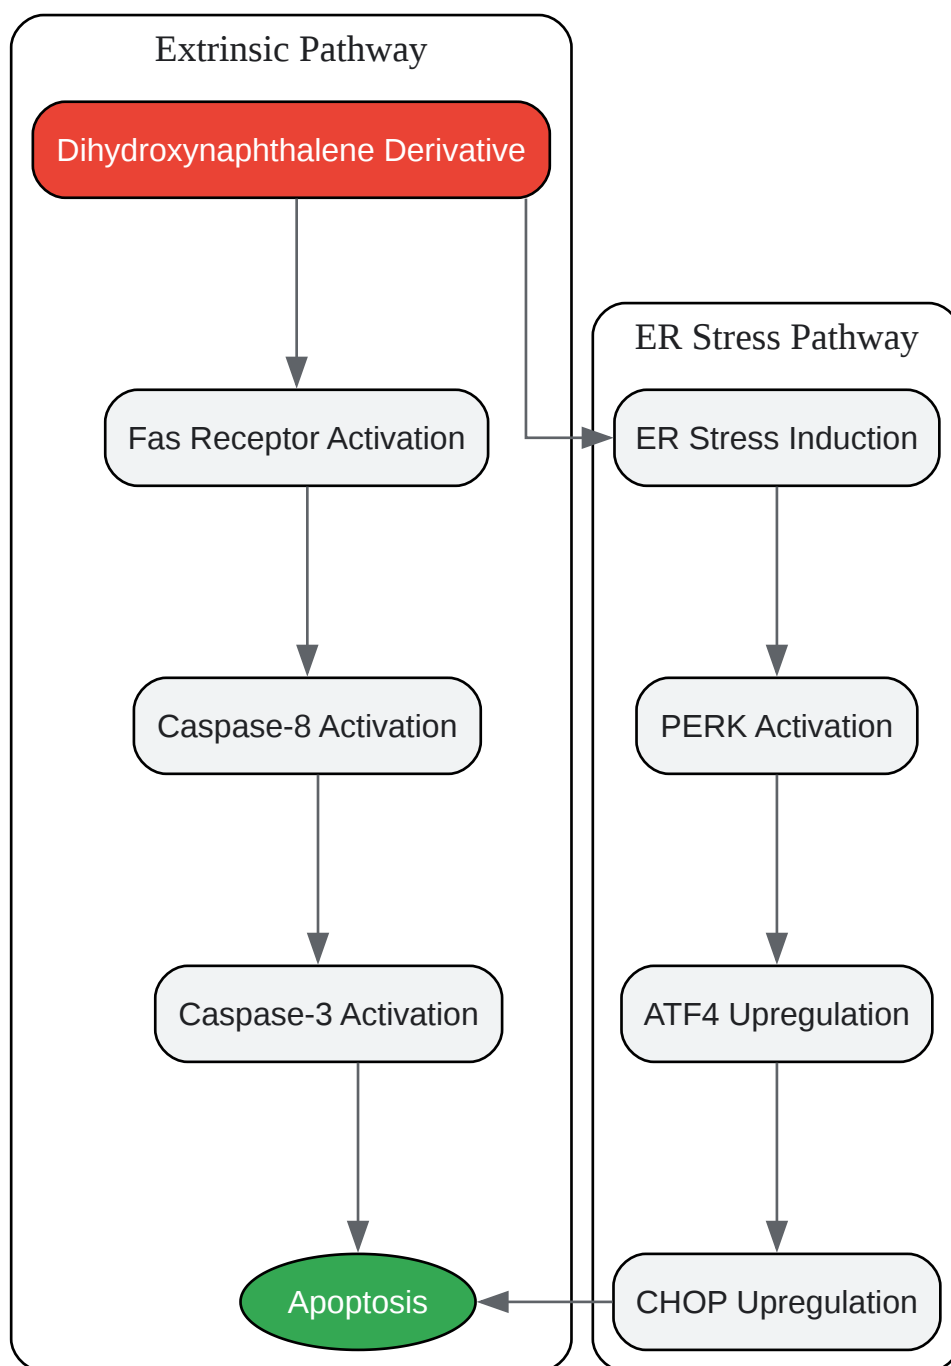 Extrinsic Pathway
Dihydroxynaphthalene Derivative
Fas Receptor Activation
Caspase-8 Activation
Caspase-3 Activation
Apoptosis
ER Stress Pathway
ER Stress Induction
PERK Activation
ATF4 Upregulation
CHOP Upregulation